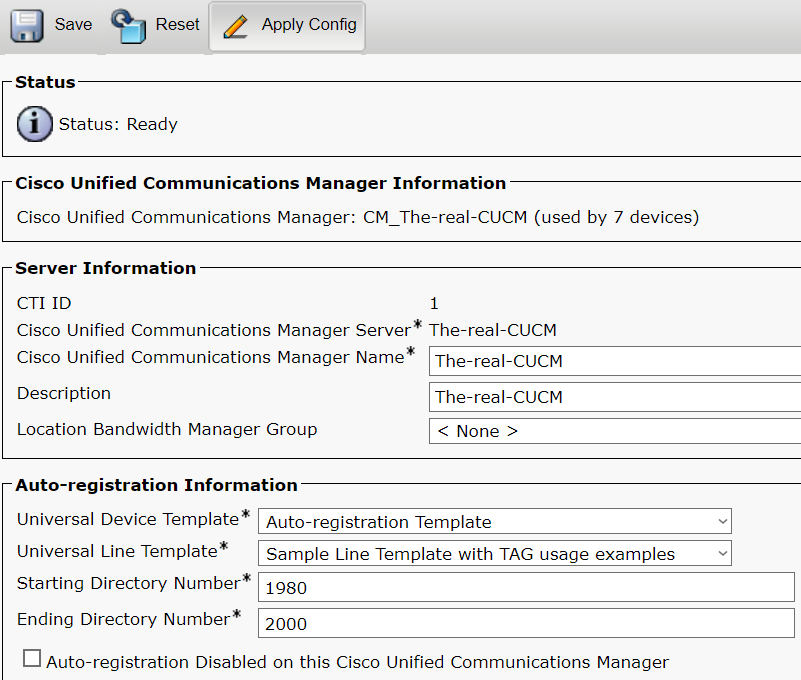 Save Reset Apply Config
Status
Status: Ready
Cisco Unified Communications Manager Information
Cisco Unified Communications Manager: CM_The-real-CUCM (used by 7 devices)
Server Information
CTI ID 1
Cisco Unified Communications Manager Server* The-real-CUCM
Cisco Unified Communications Manager Name* The-real-CUCM
Description The-real-CUCM
Location Bandwidth Manager Group < None >
Auto-registration Information
Universal Device Template* Auto-registration Template
Universal Line Template* Sample Line Template with TAG usage examples
Starting Directory Number* 1980
Ending Directory Number* 2000
Auto-registration Disabled on this Cisco Unified Communications Manager